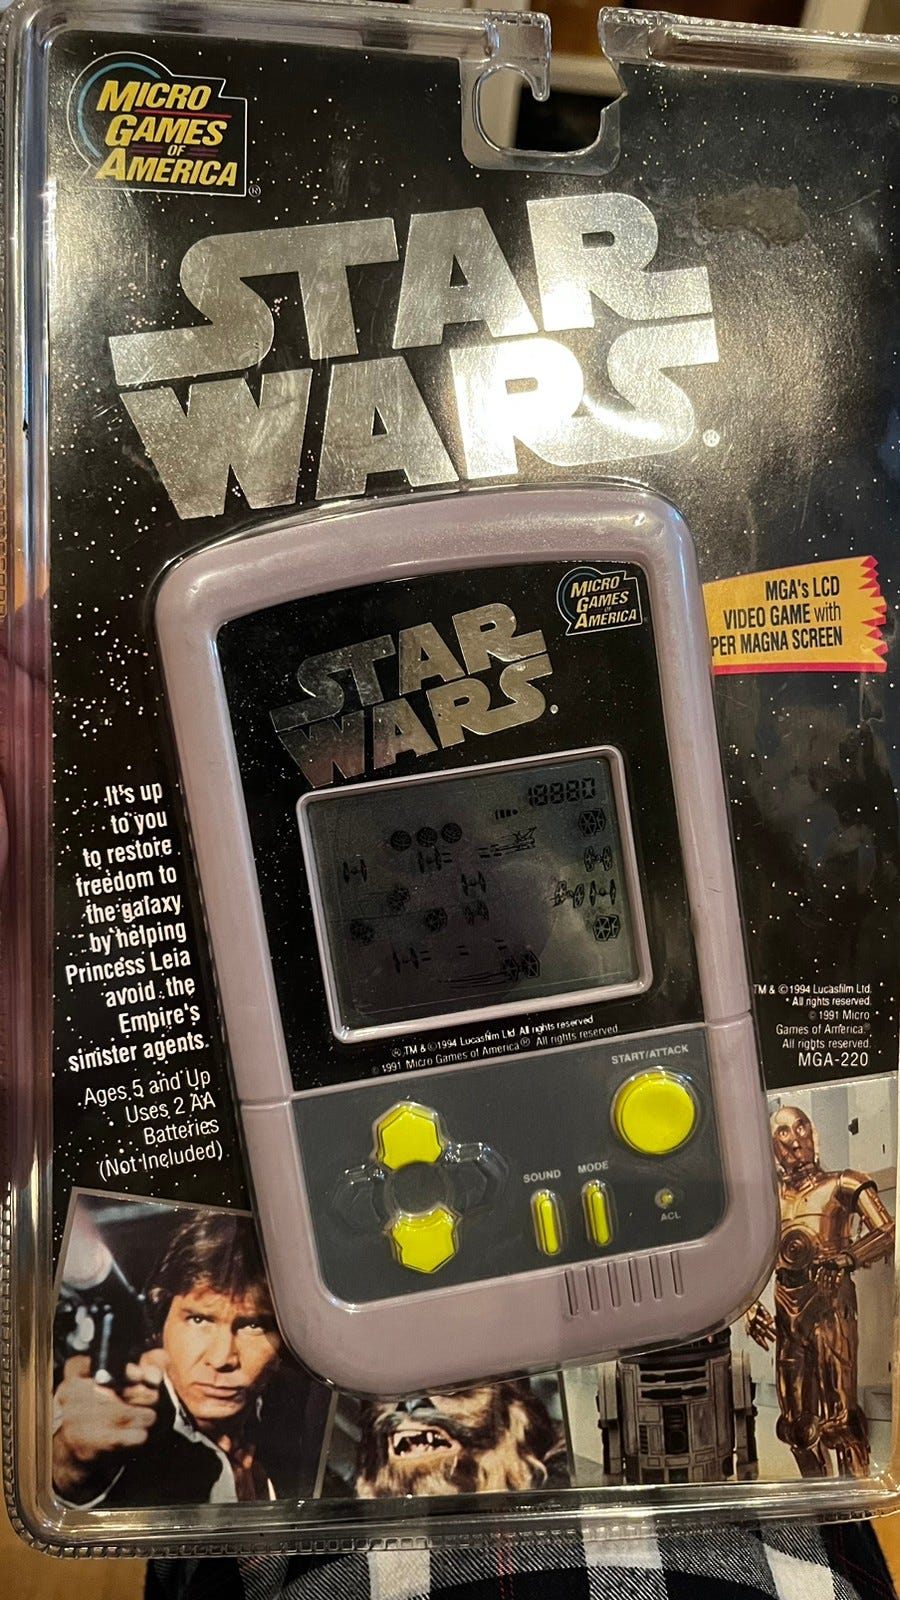 MICRO
GAMES
OF
AMERICA®
STAR
WARS®
MICRO
GAMES
OF
AMERICA
STAR
WARS®
MGA's LCD
VIDEO GAME with
PER MAGNA SCREEN
18880
It's up
to you
to restore
freedom to
the galaxy
by helping
Princess Leia
avoid the
Empire's
sinister agents.
Ages 5 and Up
Uses 2 AA
Batteries
(Not Included)
®, TM & ©1994 Lucasfilm Ltd. All rights reserved
© 1991 Micro Games of America® All rights reserved
TM & ©1994 Lucasfilm Ltd.
All rights reserved.
©1991 Micro
Games of America®
All rights reserved.
MGA-220
START/ATTACK
SOUND
MODE
ACL